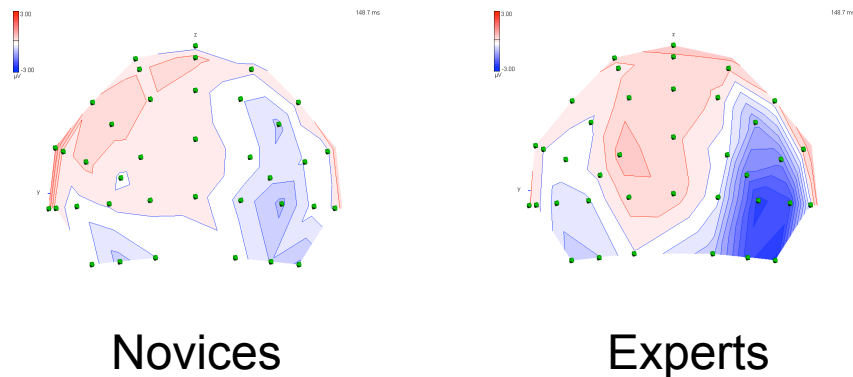 3.00
-3.00
µV
148.7 ms
z
y
3.00
-3.00
µV
148.7 ms
z
y
Novices
Experts